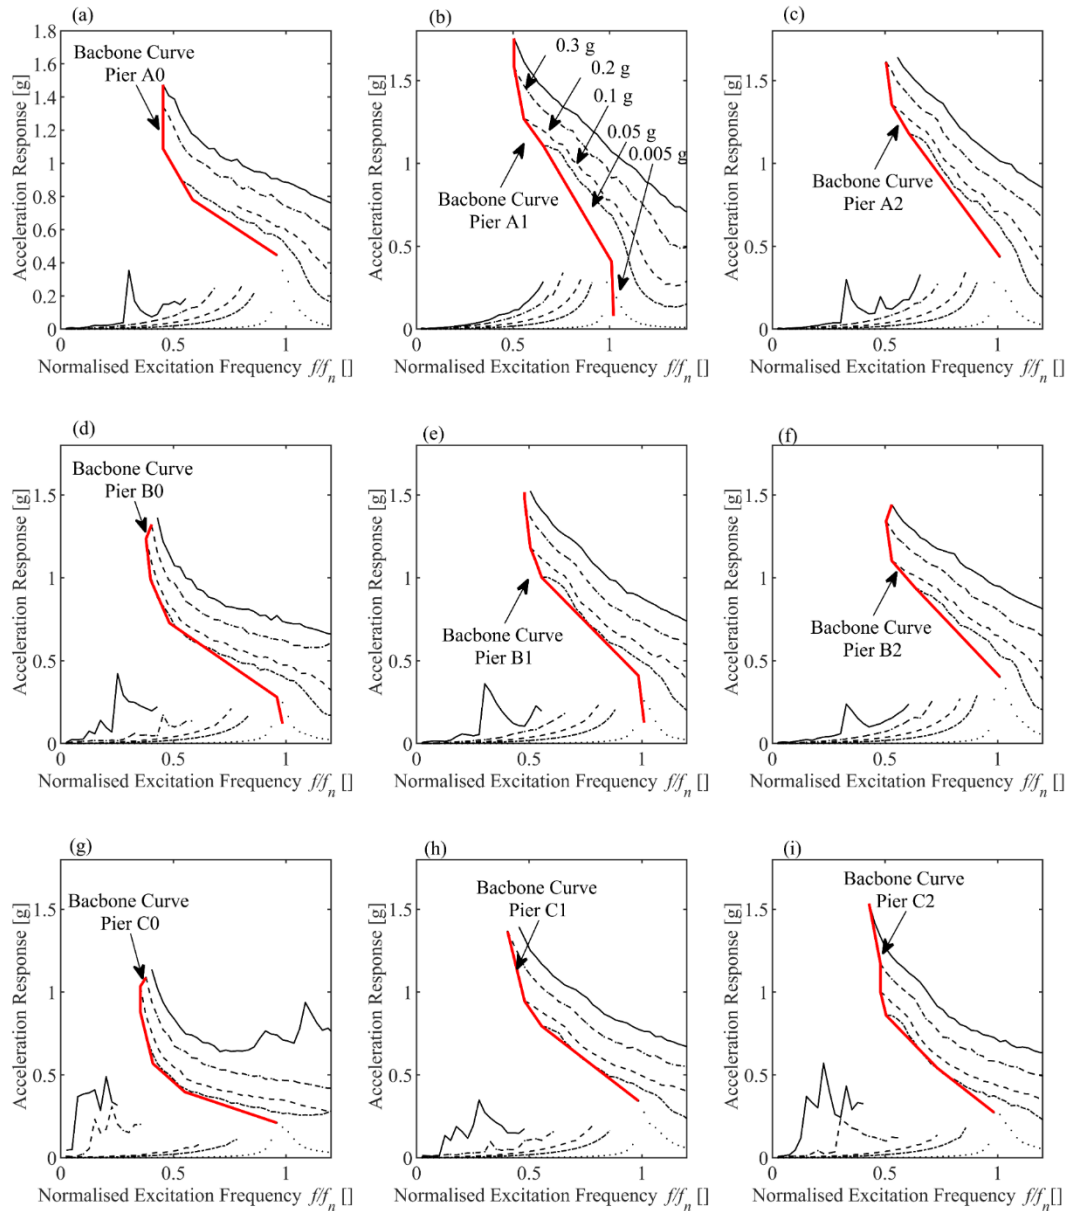 (a)
Bacbone Curve
Pier A0
Acceleration Response [g]
1.8
1.6
1.4
1.2
1
0.8
0.6
0.4
0.2
0
0 0.5 1
Normalised Excitation Frequency f/fn []
(b)
0.3 g
0.2 g
0.1 g
0.05 g
0.005 g
Bacbone Curve
Pier A1
Acceleration Response [g]
1.5
1
0.5
0
0 0.5 1
Normalised Excitation Frequency f/fn []
(c)
Bacbone Curve
Pier A2
Acceleration Response [g]
1.5
1
0.5
0
0 0.5 1
Normalised Excitation Frequency f/fn []
(d)
Bacbone Curve
Pier B0
Acceleration Response [g]
1.5
1
0.5
0
0 0.5 1
Normalised Excitation Frequency f/fn []
(e)
Bacbone Curve
Pier B1
Acceleration Response [g]
1.5
1
0.5
0
0 0.5 1
Normalised Excitation Frequency f/fn []
(f)
Bacbone Curve
Pier B2
Acceleration Response [g]
1.5
1
0.5
0
0 0.5 1
Normalised Excitation Frequency f/fn []
(g)
Bacbone Curve
Pier C0
Acceleration Response [g]
1.5
1
0.5
0
0 0.5 1
Normalised Excitation Frequency f/fn []
(h)
Bacbone Curve
Pier C1
Acceleration Response [g]
1.5
1
0.5
0
0 0.5 1
Normalised Excitation Frequency f/fn []
(i)
Bacbone Curve
Pier C2
Acceleration Response [g]
1.5
1
0.5
0
0 0.5 1
Normalised Excitation Frequency f/fn []